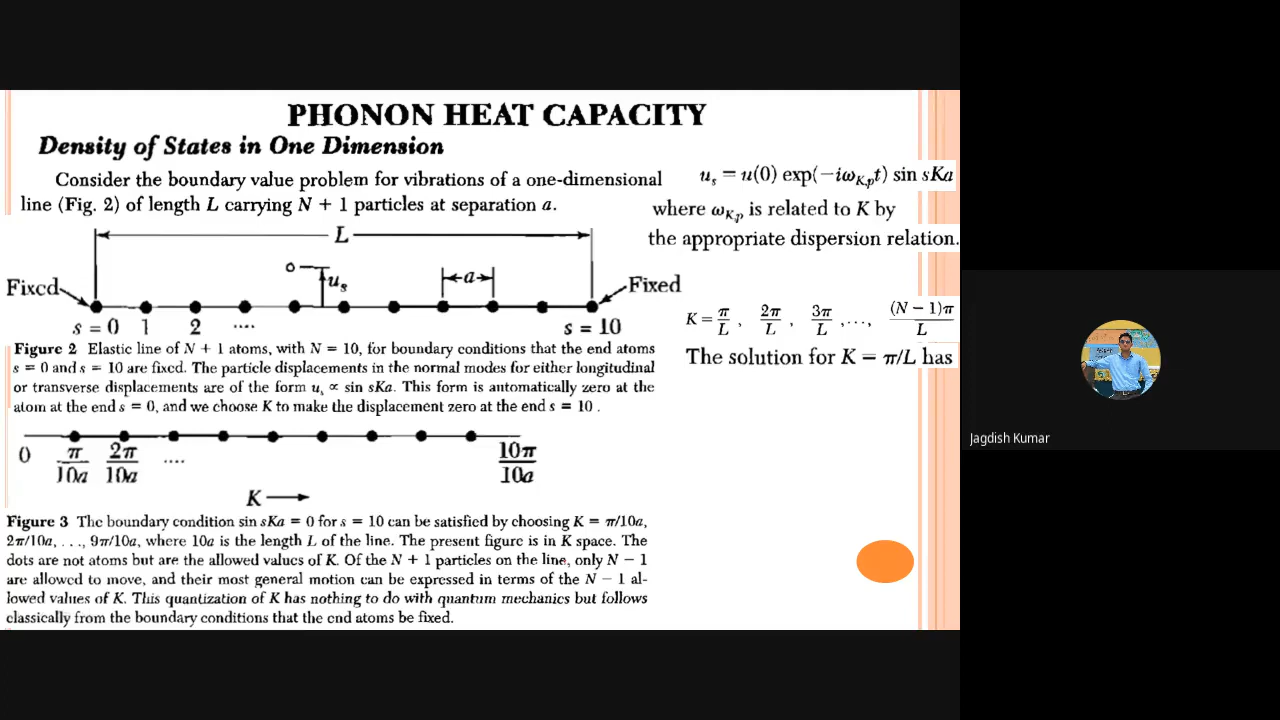 PHONON HEAT CAPACITY
Density of States in One Dimension
Consider the boundary value problem for vibrations of a one-dimensional
line (Fig. 2) of length L carrying N + 1 particles at separation a.
L
Fixed
uₛ
a
Fixed
s = 0 1 2 .... s = 10
Figure 2 Elastic line of N + 1 atoms, with N = 10, for boundary conditions that the end atoms
s = 0 and s = 10 are fixed. The particle displacements in the normal modes for either longitudinal
or transverse displacements are of the form uₛ ∝ sin sKa. This form is automatically zero at the
atom at the end s = 0, and we choose K to make the displacement zero at the end s = 10 .
0 π/10a 2π/10a .... 10π/10a
K
Figure 3 The boundary condition sin sKa = 0 for s = 10 can be satisfied by choosing K = π/10a,
2π/10a, . . . , 9π/10a, where 10a is the length L of the line. The present figure is in K space. The
dots are not atoms but are the allowed values of K. Of the N + 1 particles on the line, only N − 1
are allowed to move, and their most general motion can be expressed in terms of the N − 1 al-
lowed values of K. This quantization of K has nothing to do with quantum mechanics but follows
classically from the boundary conditions that the end atoms be fixed.
uₛ = u(0) exp(−iω_K,p t) sin sKa
where ω_K,p is related to K by
the appropriate dispersion relation.
K = π/L , 2π/L , 3π/L , . . . , (N − 1)π/L
The solution for K = π/L has
Jagdish Kumar